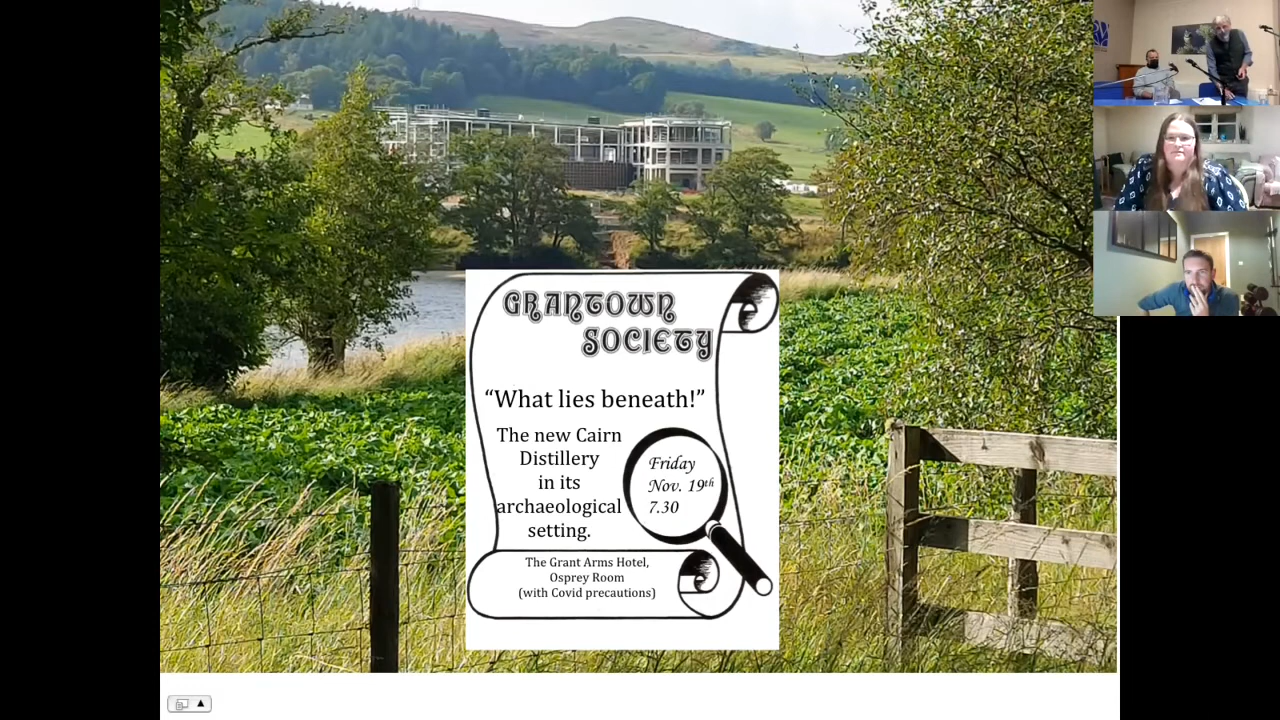 GRANTOWN
SOCIETY
“What lies beneath!”
The new Cairn
Distillery
in its
archaeological
setting.
Friday
Nov. 19th
7.30
The Grant Arms Hotel,
Osprey Room
(with Covid precautions)